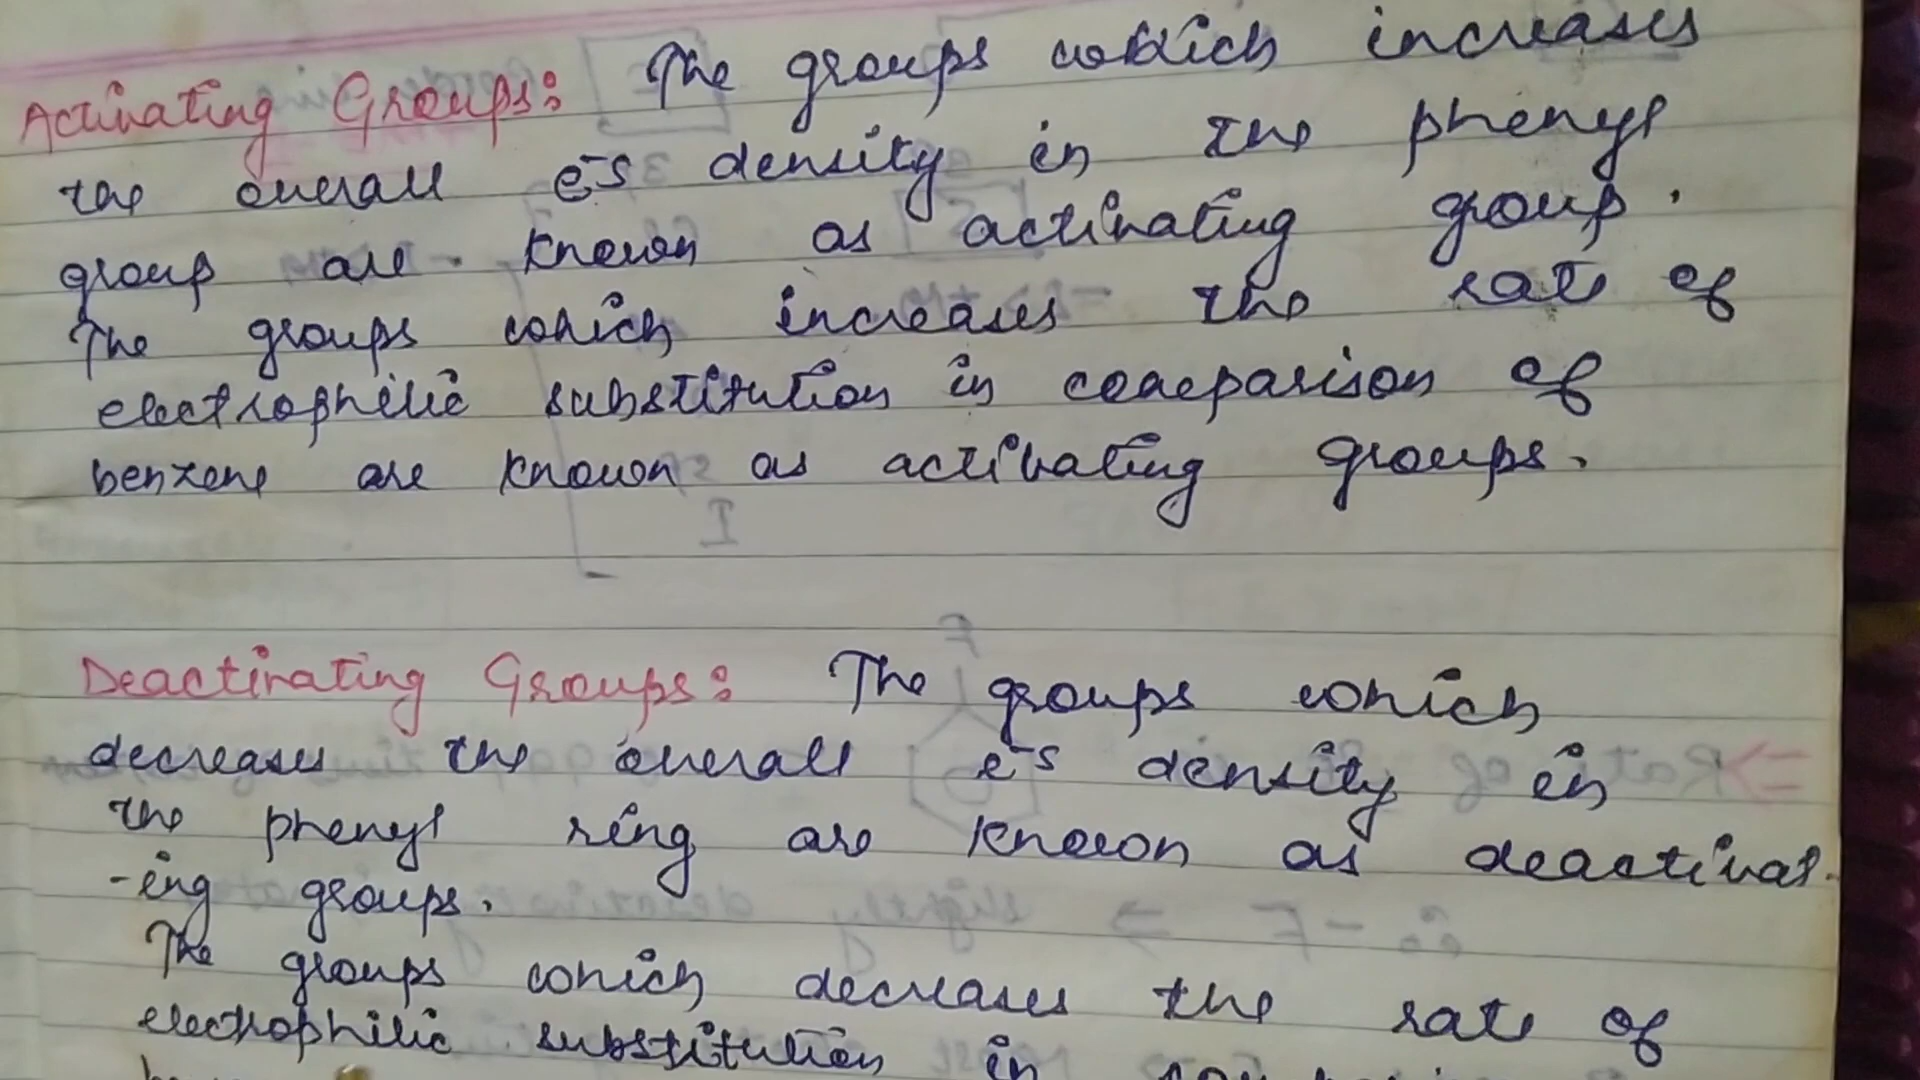 Activating Groups: The groups which increases
the overall e⁻s density in the phenyl
group are known as activating group.
The groups which increases the rate of
electrophilic substitution in comparison of
benzene are known as activating groups.
Deactivating Groups: The groups which
decreases the overall e⁻s density in
the phenyl ring are known as deactivat
-ing groups.
The groups which decreases the rate of
electrophilic substitution in